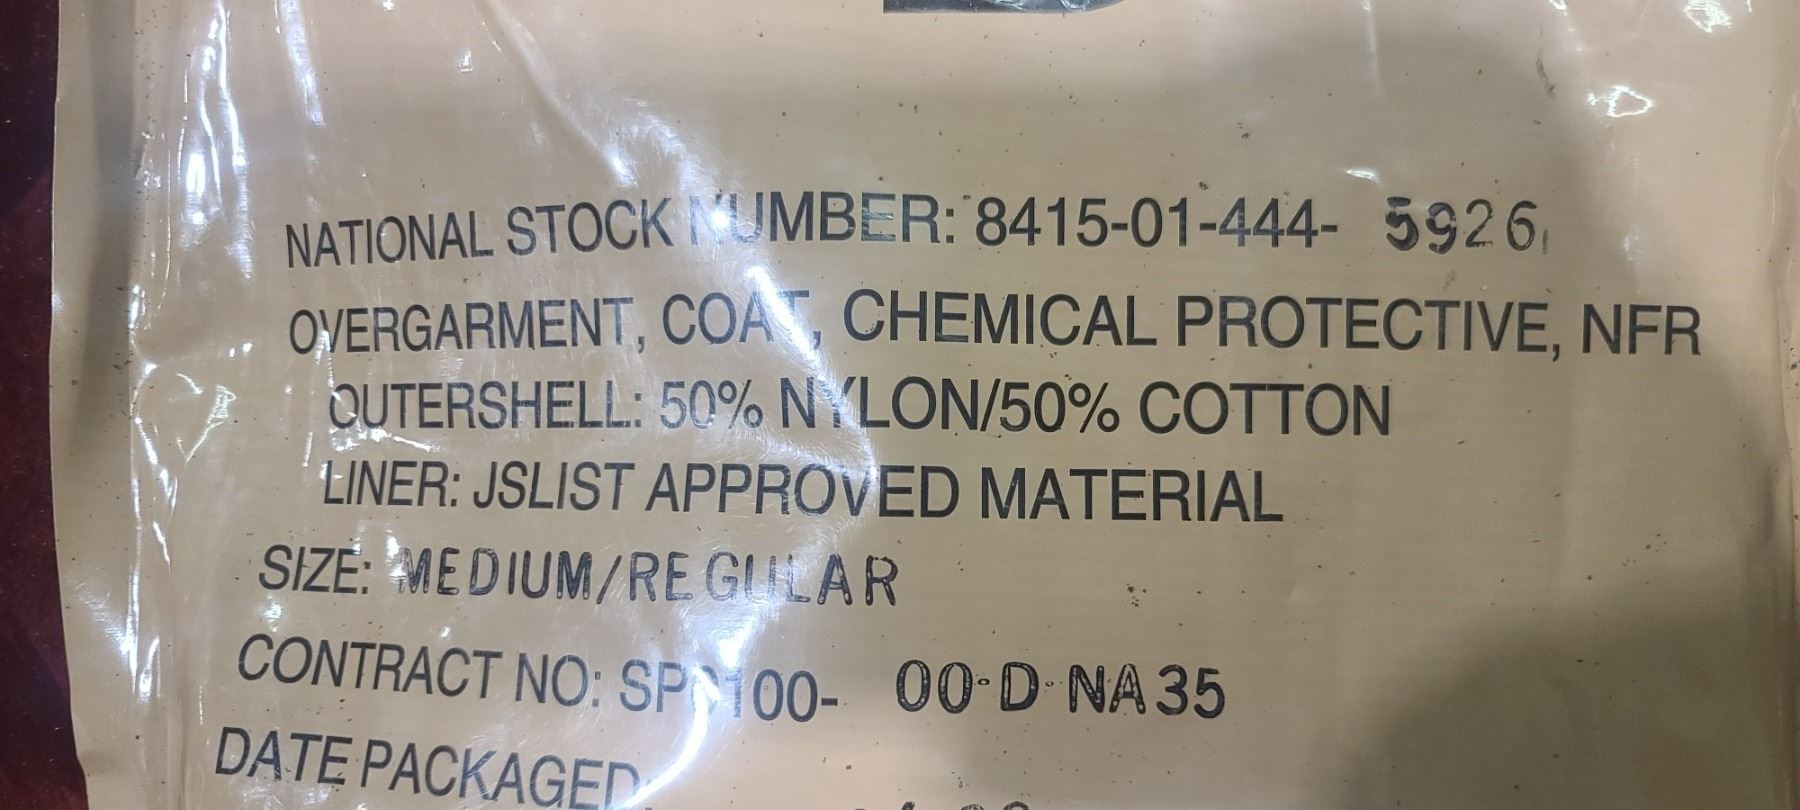 NATIONAL STOCK NUMBER: 8415-01-444- 5926
OVERGARMENT, COAT, CHEMICAL PROTECTIVE, NFR
OUTERSHELL: 50% NYLON/50% COTTON
LINER: JSLIST APPROVED MATERIAL
SIZE: MEDIUM/REGULAR
CONTRACT NO: SP0100- 00-D-NA35
DATE PACKAGED: